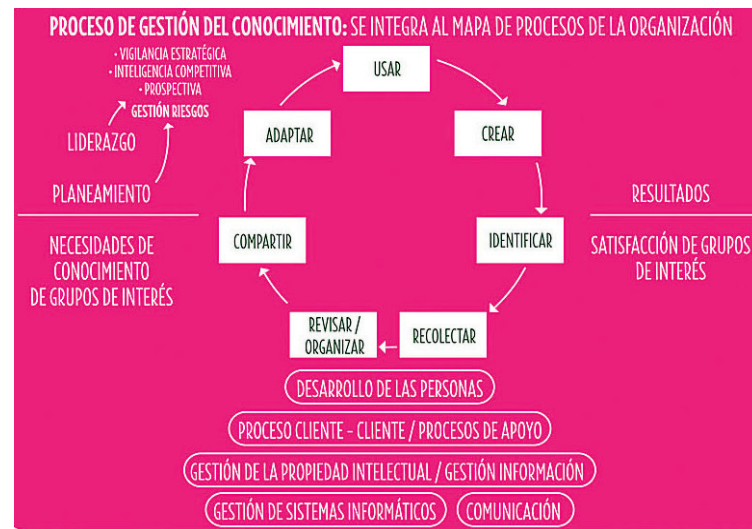 PROCESO DE GESTIÓN DEL CONOCIMIENTO: SE INTEGRA AL MAPA DE PROCESOS DE LA ORGANIZACIÓN
· VIGILANCIA ESTRATÉGICA
· INTELIGENCIA COMPETITIVA
· PROSPECTIVA
GESTIÓN RIESGOS
LIDERAZGO
PLANEAMIENTO
NECESIDADES DE
CONOCIMIENTO
DE GRUPOS DE INTERÉS
USAR
CREAR
IDENTIFICAR
RECOLECTAR
REVISAR /
ORGANIZAR
COMPARTIR
ADAPTAR
RESULTADOS
SATISFACCIÓN DE GRUPOS
DE INTERÉS
DESARROLLO DE LAS PERSONAS
PROCESO CLIENTE - CLIENTE / PROCESOS DE APOYO
GESTIÓN DE LA PROPIEDAD INTELECTUAL / GESTIÓN INFORMACIÓN
GESTIÓN DE SISTEMAS INFORMÁTICOS
COMUNICACIÓN